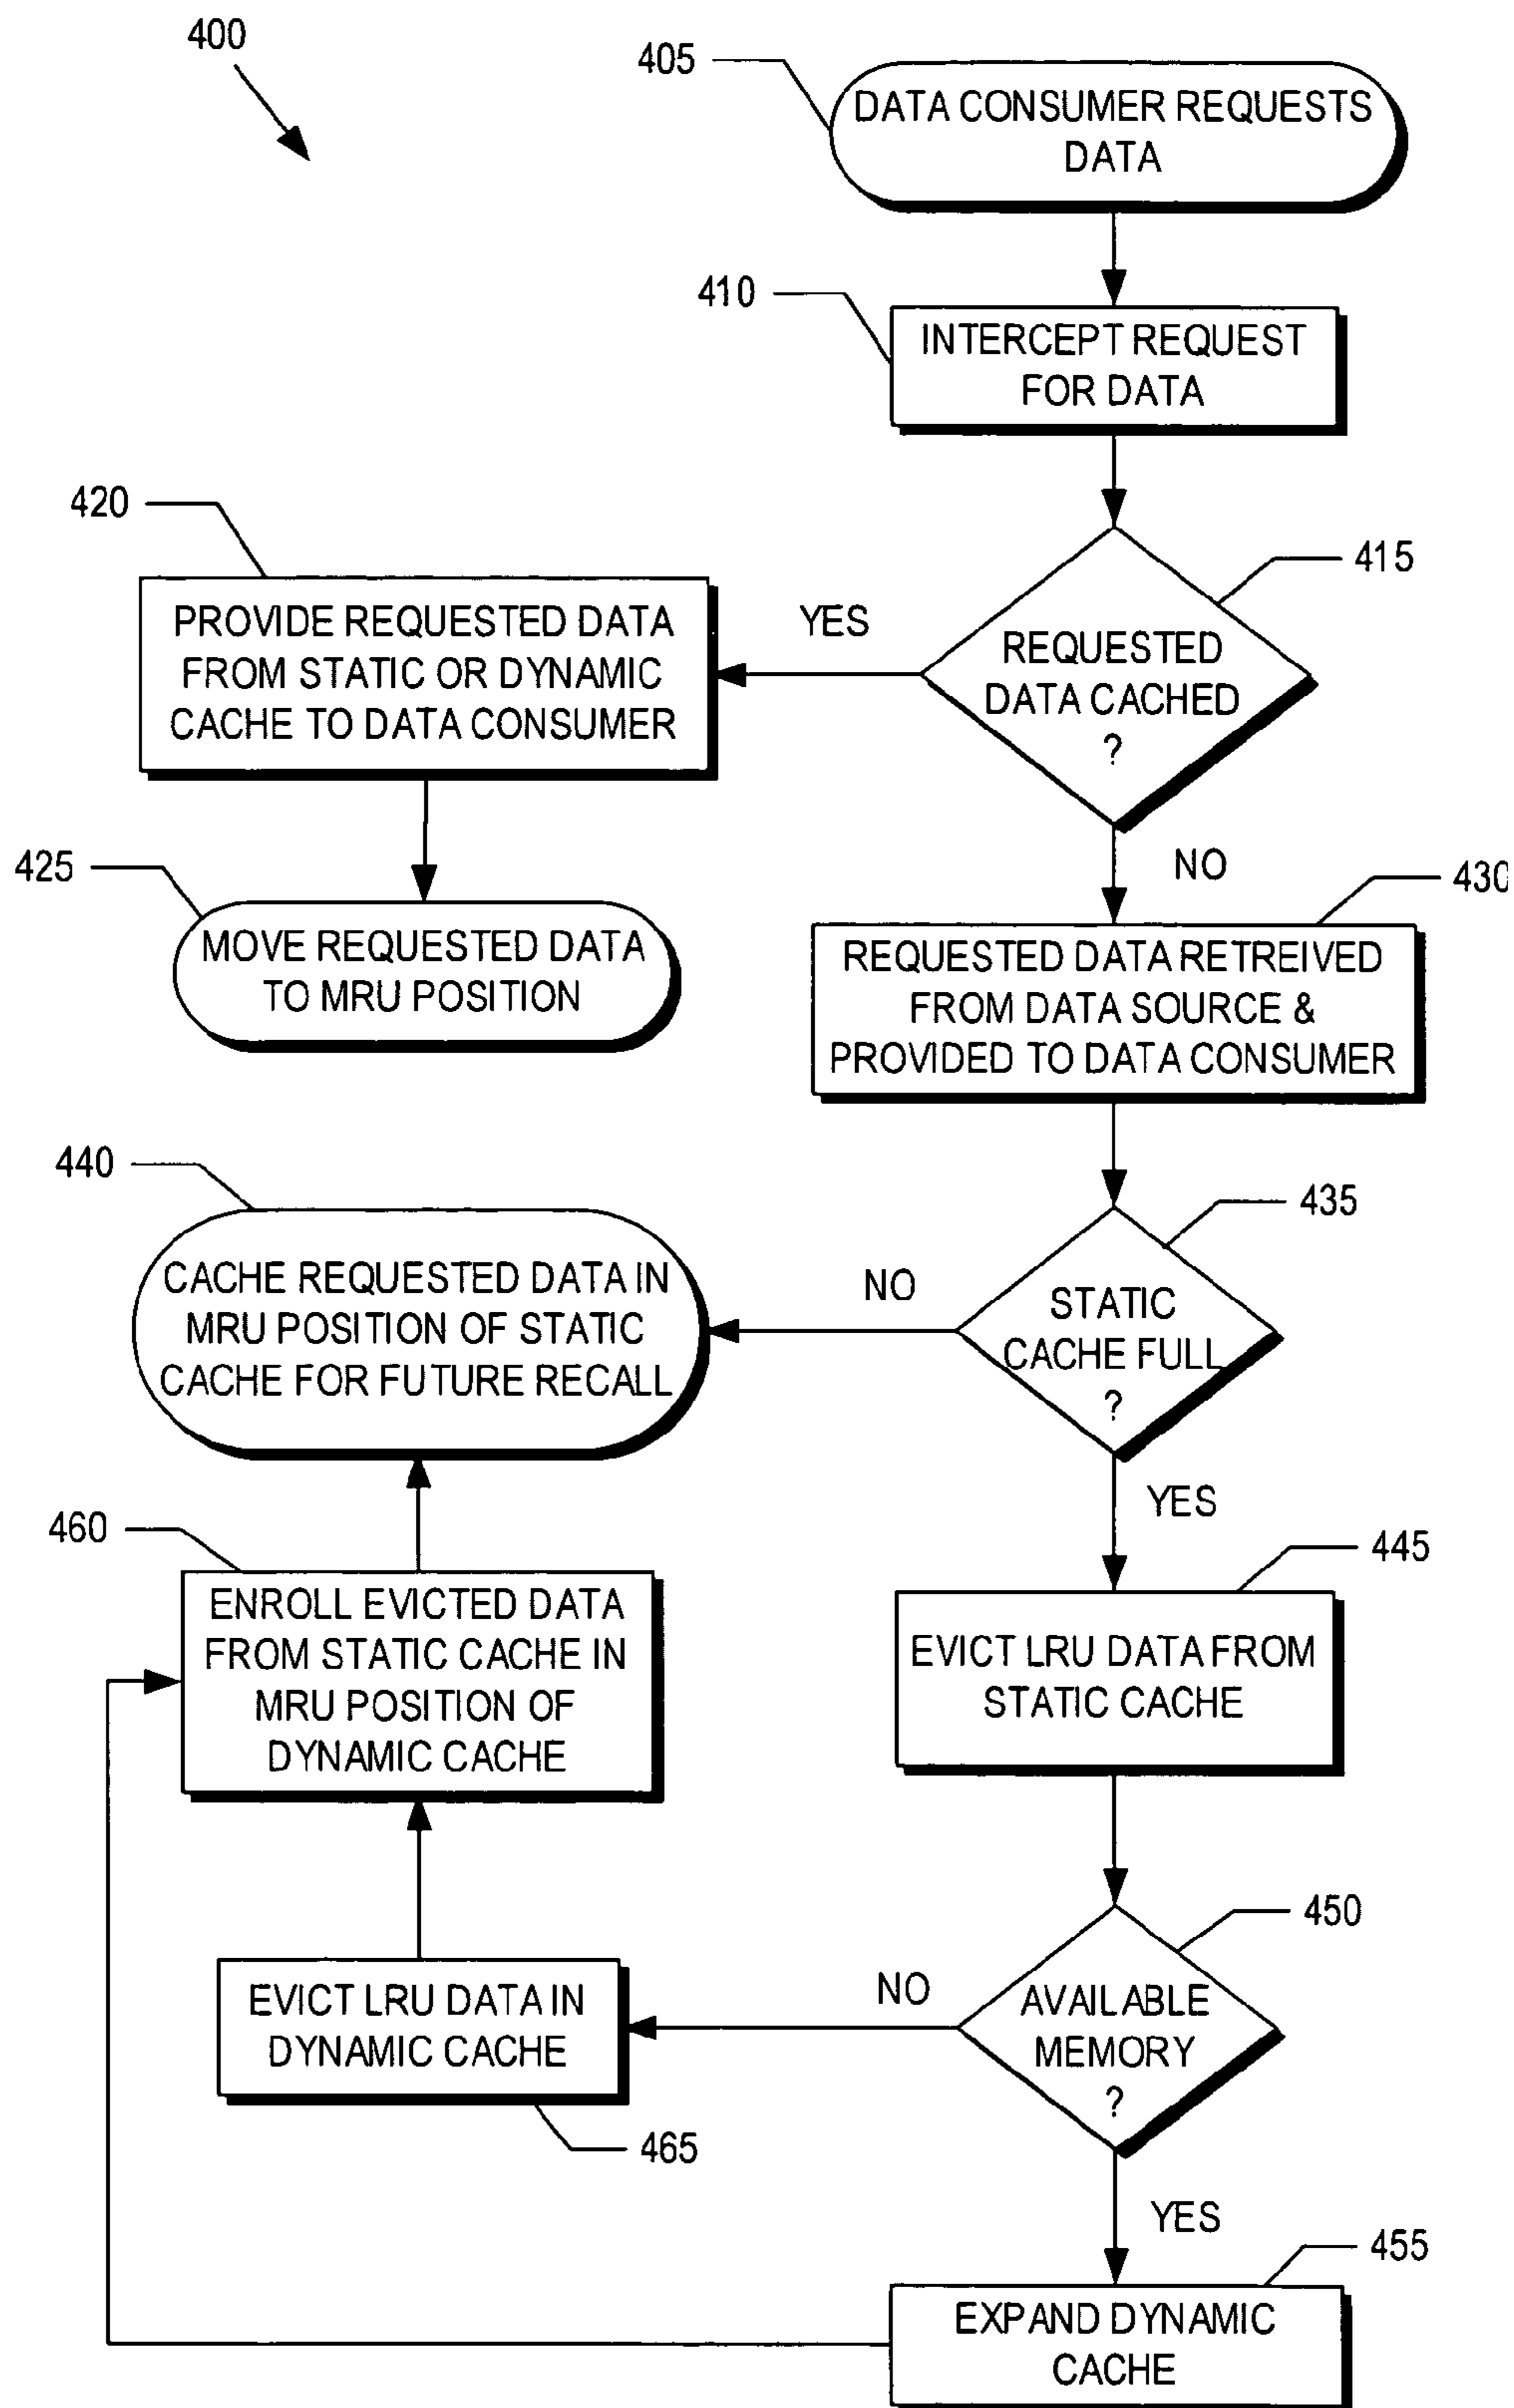 400
405
DATA CONSUMER REQUESTS
DATA
410
INTERCEPT REQUEST
FOR DATA
415
REQUESTED
DATA CACHED
?
YES
420
PROVIDE REQUESTED DATA
FROM STATIC OR DYNAMIC
CACHE TO DATA CONSUMER
425
MOVE REQUESTED DATA
TO MRU POSITION
NO
430
REQUESTED DATA RETREIVED
FROM DATA SOURCE &
PROVIDED TO DATA CONSUMER
435
STATIC
CACHE FULL
?
NO
440
CACHE REQUESTED DATA IN
MRU POSITION OF STATIC
CACHE FOR FUTURE RECALL
YES
445
EVICT LRU DATA FROM
STATIC CACHE
450
AVAILABLE
MEMORY
?
NO
465
EVICT LRU DATA IN
DYNAMIC CACHE
460
ENROLL EVICTED DATA
FROM STATIC CACHE IN
MRU POSITION OF
DYNAMIC CACHE
YES
455
EXPAND DYNAMIC
CACHE